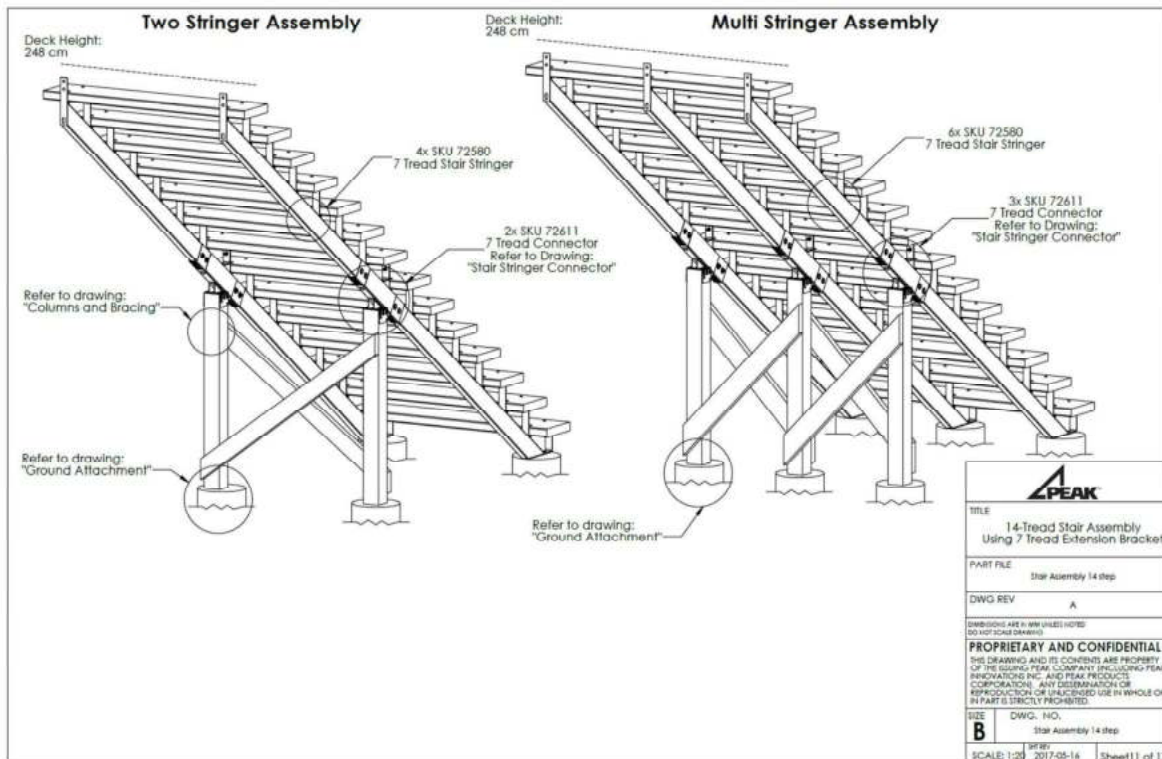 Two Stringer Assembly
Deck Height:
248 cm
4x SKU 72580
7 Tread Stair Stringer
2x SKU 72611
7 Tread Connector
Refer to Drawing:
"Stair Stringer Connector"
Refer to drawing:
"Columns and Bracing"
Refer to drawing:
"Ground Attachment"
Multi Stringer Assembly
Deck Height:
248 cm
6x SKU 72580
7 Tread Stair Stringer
3x SKU 72611
7 Tread Connector
Refer to Drawing:
"Stair Stringer Connector"
Refer to drawing:
"Ground Attachment"
PEAK
TITLE
14-Tread Stair Assembly
Using 7 Tread Extension Bracket
PART FILE
Stair Assembly 14 step
DWG REV
A
DIMENSIONS ARE IN MM UNLESS NOTED
DO NOT SCALE DRAWING
PROPRIETARY AND CONFIDENTIAL
THIS DRAWING AND ITS CONTENTS ARE PROPERTY
OF THE ISSUING PEAK COMPANY (INCLUDING PEAK
INNOVATIONS INC. AND PEAK PRODUCTS
CORPORATION). ANY DISSEMINATION OR
REPRODUCTION OR UNLICENSED USE IN WHOLE OR
IN PART IS STRICTLY PROHIBITED.
SIZE
B
DWG. NO.
Stair Assembly 14 step
SCALE: 1:20
2017-05-16
Sheet11 of